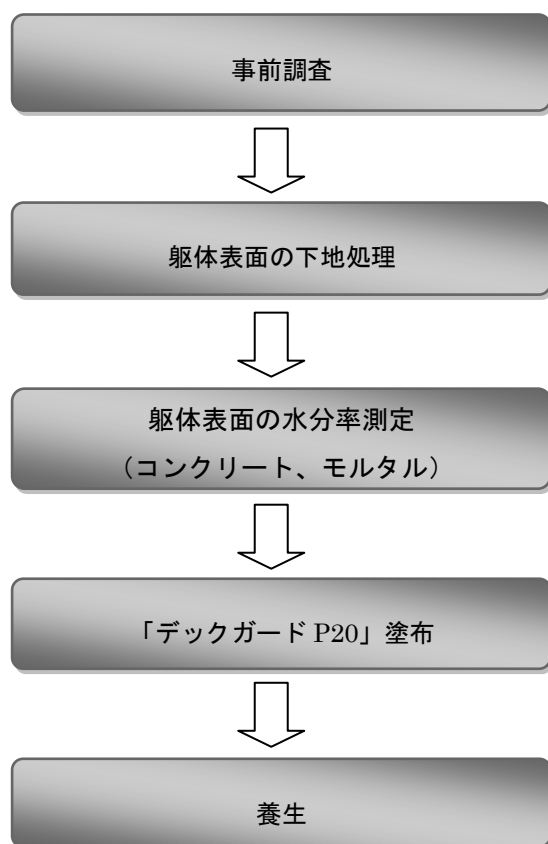 事前調査
躯体表面の下地処理
躯体表面の水分率測定
（コンクリート、モルタル）
「デックガード P20」塗布
養生